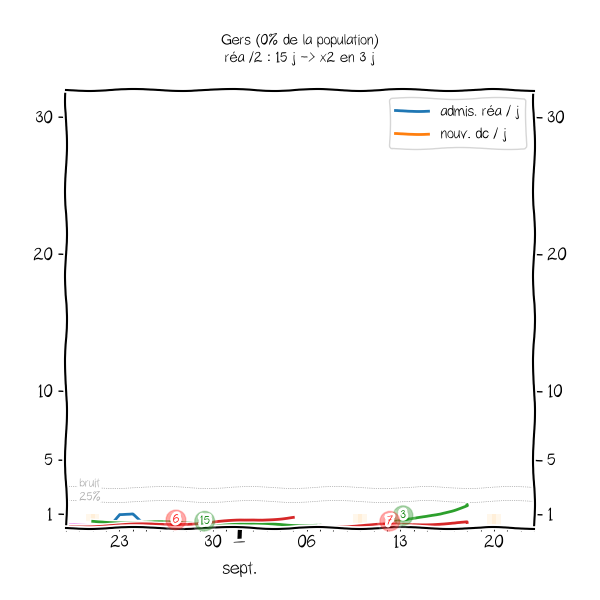 Gers (0% de la population)
réa /2 : 15 j -> x2 en 3 j
admis. réa / j
nouv. dc / j
30 30
20 20
10 10
5 5
bruit
25%
1 1
6 15 7 3
23 30 1 06 13 20
sept.